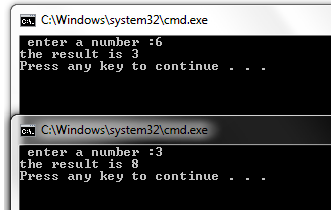 C:\Windows\system32\cmd.exe
enter a number :6
the result is 3
Press any key to continue . . .
C:\Windows\system32\cmd.exe
enter a number :3
the result is 8
Press any key to continue . . .